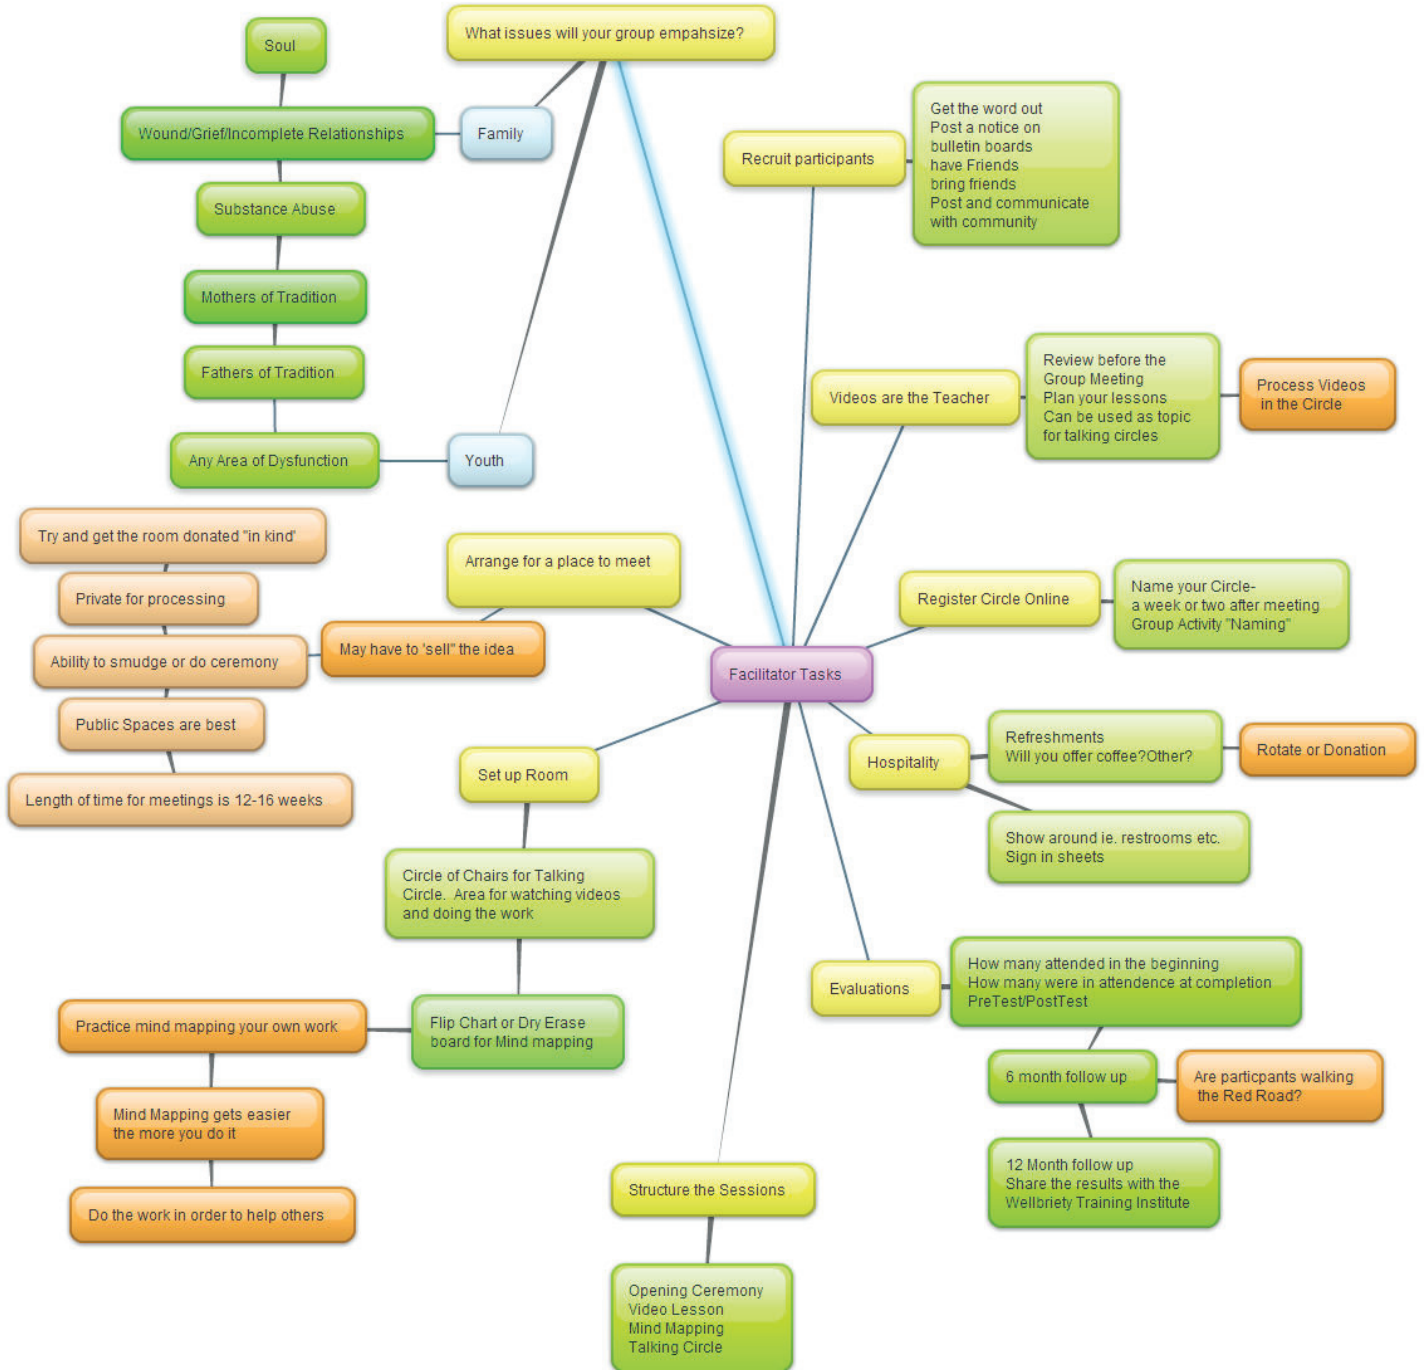 What issues will your group empahsize?
Soul
Wound/Grief/Incomplete Relationships
Family
Substance Abuse
Mothers of Tradition
Fathers of Tradition
Any Area of Dysfunction
Youth
Recruit participants
Get the word out
Post a notice on
bulletin boards
have Friends
bring friends
Post and communicate
with community
Videos are the Teacher
Review before the
Group Meeting
Plan your lessons
Can be used as topic
for talking circles
Process Videos
in the Circle
Arrange for a place to meet
Try and get the room donated "in kind'
Private for processing
Ability to smudge or do ceremony
May have to 'sell" the idea
Public Spaces are best
Length of time for meetings is 12-16 weeks
Register Circle Online
Name your Circle-
a week or two after meeting
Group Activity "Naming"
Facilitator Tasks
Hospitality
Refreshments
Will you offer coffee?Other?
Rotate or Donation
Show around ie. restrooms etc.
Sign in sheets
Set up Room
Circle of Chairs for Talking
Circle. Area for watching videos
and doing the work
Flip Chart or Dry Erase
board for Mind mapping
Practice mind mapping your own work
Mind Mapping gets easier
the more you do it
Do the work in order to help others
Evaluations
How many attended in the beginning
How many were in attendence at completion
PreTest/PostTest
6 month follow up
Are particpants walking
the Red Road?
12 Month follow up
Share the results with the
Wellbriety Training Institute
Structure the Sessions
Opening Ceremony
Video Lesson
Mind Mapping
Talking Circle